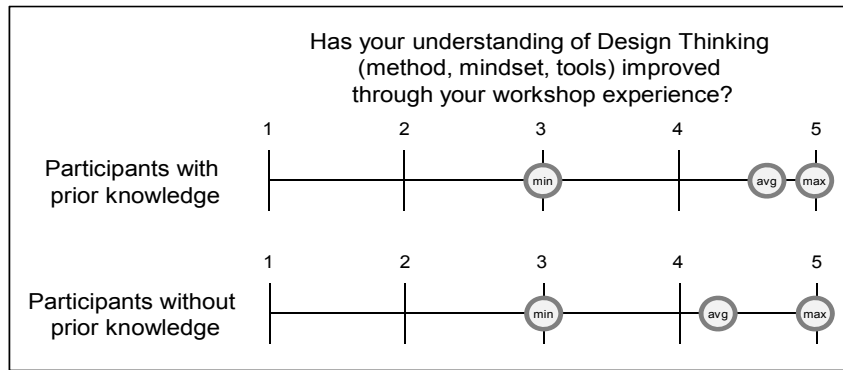 Has your understanding of Design Thinking
(method, mindset, tools) improved
through your workshop experience?
1 2 3 4 5
Participants with
prior knowledge
min avg max
1 2 3 4 5
Participants without
prior knowledge
min avg max